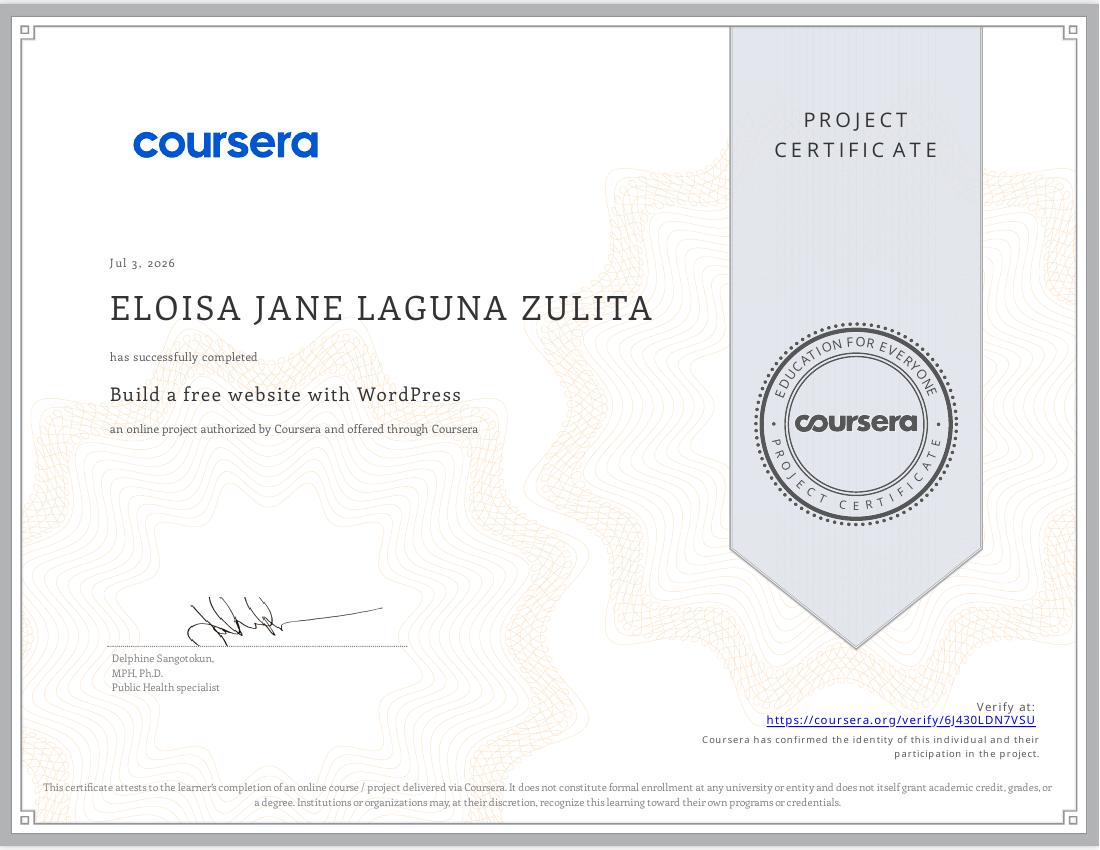 coursera
PROJECT
CERTIFICATE
Jul 3, 2026
ELOISA JANE LAGUNA ZULITA
has successfully completed
Build a free website with WordPress
an online project authorized by Coursera and offered through Coursera
EDUCATION FOR EVERYONE
coursera
PROJECT CERTIFICATE
Delphine Sangotokun,
MPH, Ph.D.
Public Health specialist
Verify at:
https://coursera.org/verify/6J430LDN7VSU
Coursera has confirmed the identity of this individual and their
participation in the project.
This certificate attests to the learner's completion of an online course / project delivered via Coursera. It does not constitute formal enrollment at any university or entity and does not itself grant academic credit, grades, or
a degree. Institutions or organizations may, at their discretion, recognize this learning toward their own programs or credentials.